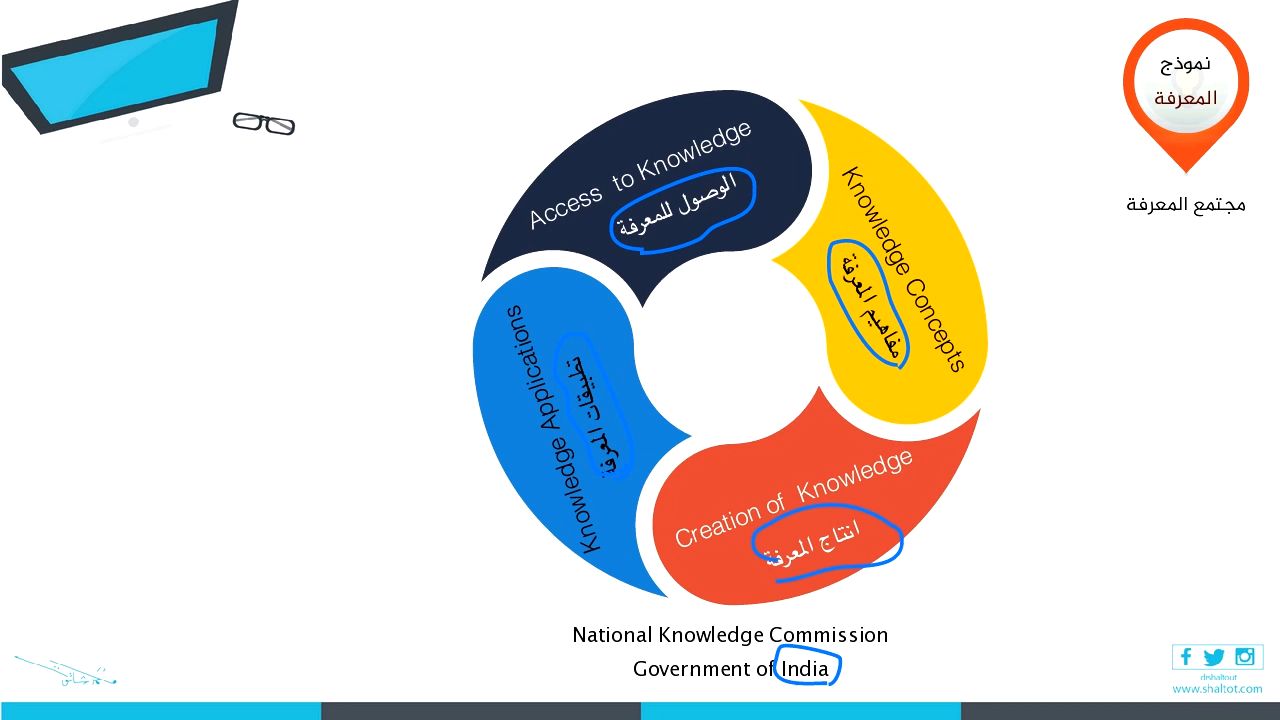 نموذج
المعرفة
مجتمع المعرفة
Access to Knowledge
الوصول للمعرفة
Knowledge Concepts
مفاهيم المعرفة
Creation of Knowledge
انتاج المعرفة
Knowledge Applications
تطبيقات المعرفة
National Knowledge Commission
Government of India
drshaltout
www.shaltot.com